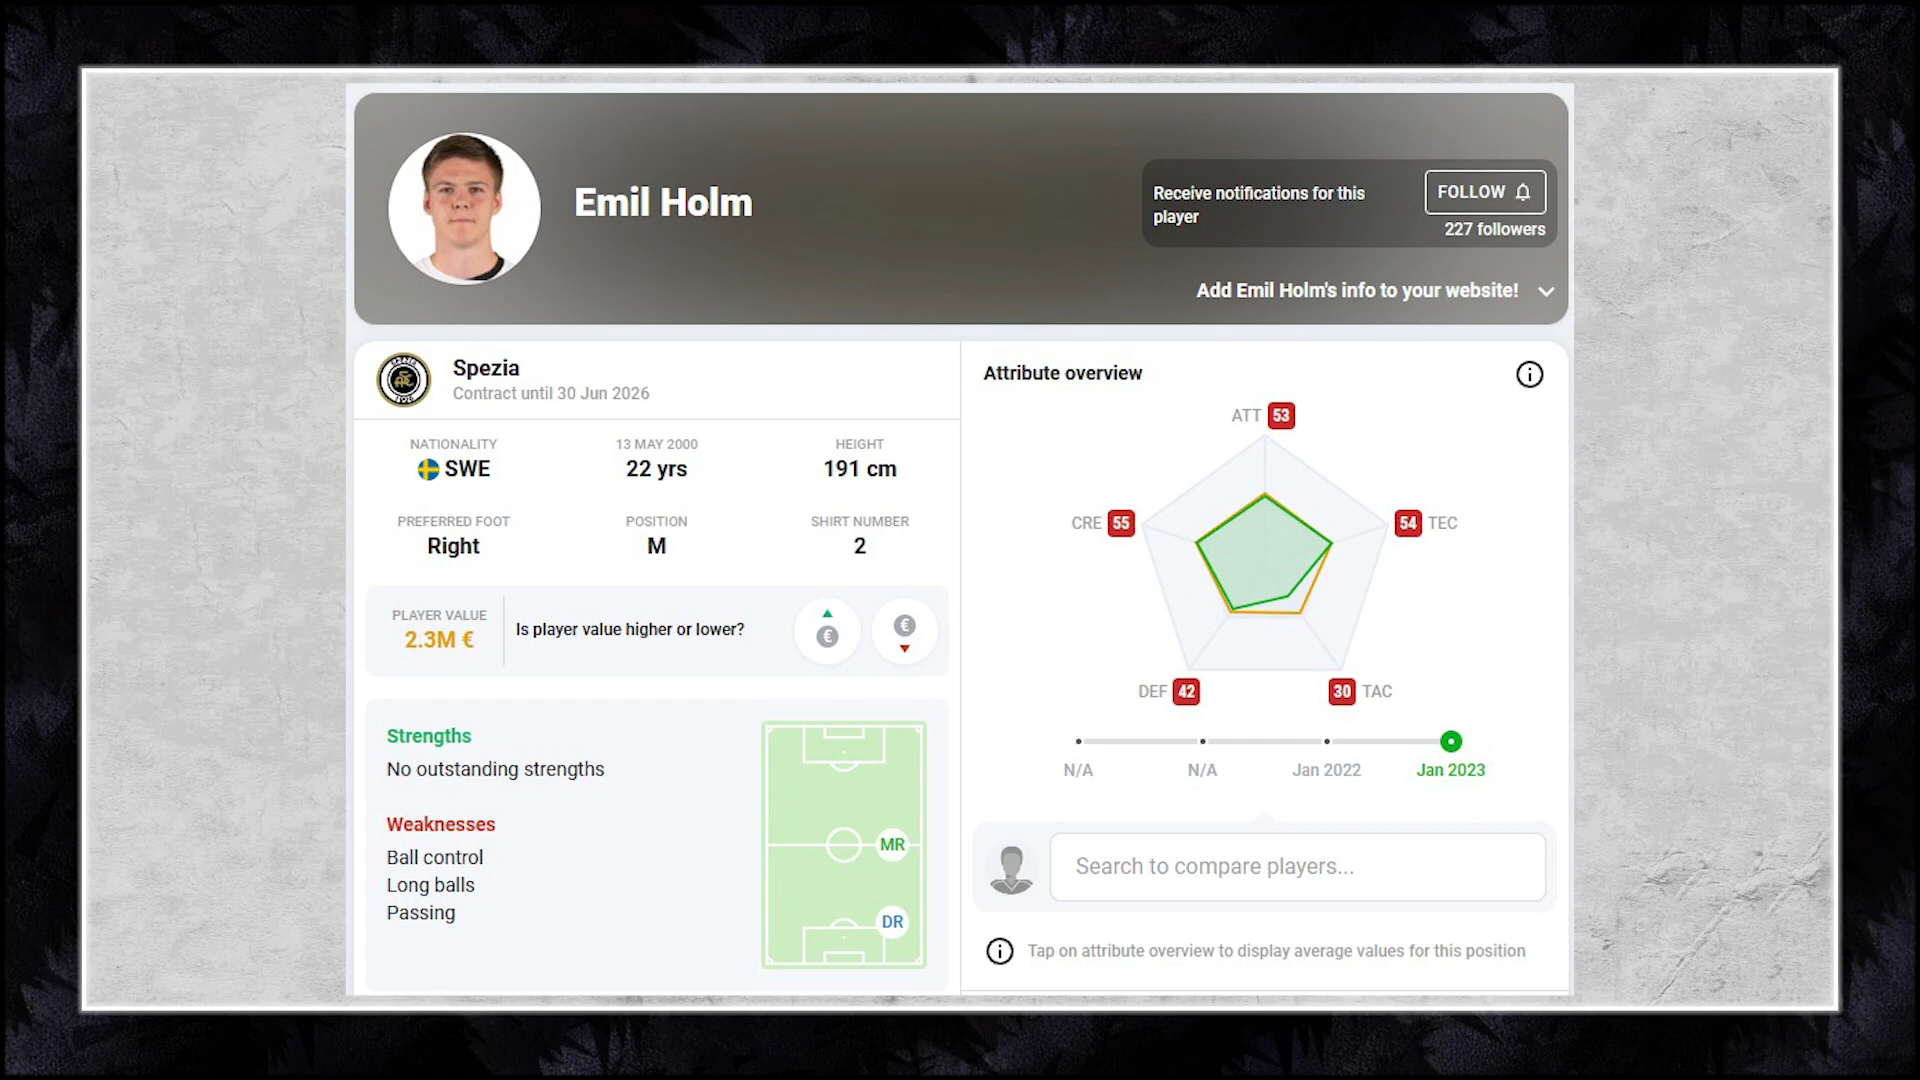 Emil Holm
Receive notifications for this
player
FOLLOW
227 followers
Add Emil Holm's info to your website!
Spezia
Contract until 30 Jun 2026
NATIONALITY
SWE
13 MAY 2000
22 yrs
HEIGHT
191 cm
PREFERRED FOOT
Right
POSITION
M
SHIRT NUMBER
2
PLAYER VALUE
2.3M €
Is player value higher or lower?
€
€
Strengths
No outstanding strengths
Weaknesses
Ball control
Long balls
Passing
MR
DR
Attribute overview
ATT 53
CRE 55
54 TEC
DEF 42
30 TAC
N/A
N/A
Jan 2022
Jan 2023
Search to compare players...
Tap on attribute overview to display average values for this position